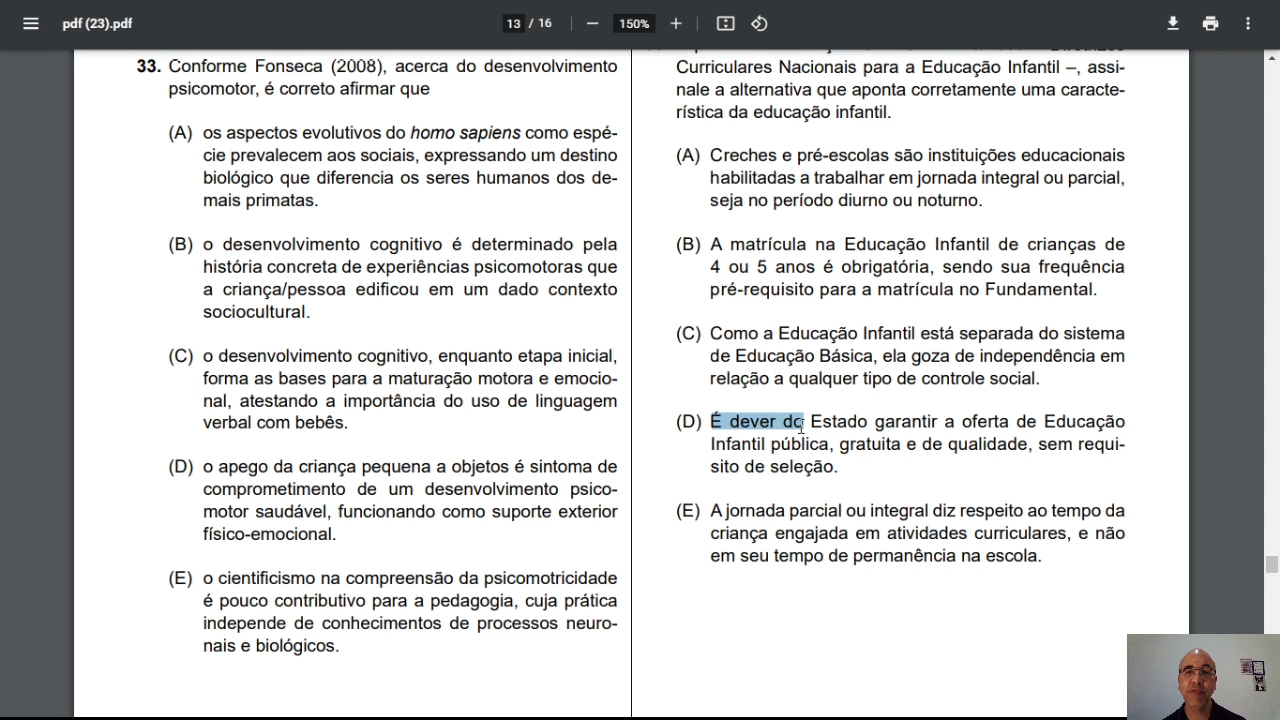 pdf (23).pdf
13 / 16
150%
33. Conforme Fonseca (2008), acerca do desenvolvimento
psicomotor, é correto afirmar que
(A) os aspectos evolutivos do homo sapiens como espé-
cie prevalecem aos sociais, expressando um destino
biológico que diferencia os seres humanos dos de-
mais primatas.
(B) o desenvolvimento cognitivo é determinado pela
história concreta de experiências psicomotoras que
a criança/pessoa edificou em um dado contexto
sociocultural.
(C) o desenvolvimento cognitivo, enquanto etapa inicial,
forma as bases para a maturação motora e emocio-
nal, atestando a importância do uso de linguagem
verbal com bebês.
(D) o apego da criança pequena a objetos é sintoma de
comprometimento de um desenvolvimento psico-
motor saudável, funcionando como suporte exterior
físico-emocional.
(E) o cientificismo na compreensão da psicomotricidade
é pouco contributivo para a pedagogia, cuja prática
independe de conhecimentos de processos neuro-
nais e biológicos.
Diretrizes
Curriculares Nacionais para a Educação Infantil –, assi-
nale a alternativa que aponta corretamente uma caracte-
rística da educação infantil.
(A) Creches e pré-escolas são instituições educacionais
habilitadas a trabalhar em jornada integral ou parcial,
seja no período diurno ou noturno.
(B) A matrícula na Educação Infantil de crianças de
4 ou 5 anos é obrigatória, sendo sua frequência
pré-requisito para a matrícula no Fundamental.
(C) Como a Educação Infantil está separada do sistema
de Educação Básica, ela goza de independência em
relação a qualquer tipo de controle social.
(D) É dever do Estado garantir a oferta de Educação
Infantil pública, gratuita e de qualidade, sem requi-
sito de seleção.
(E) A jornada parcial ou integral diz respeito ao tempo da
criança engajada em atividades curriculares, e não
em seu tempo de permanência na escola.